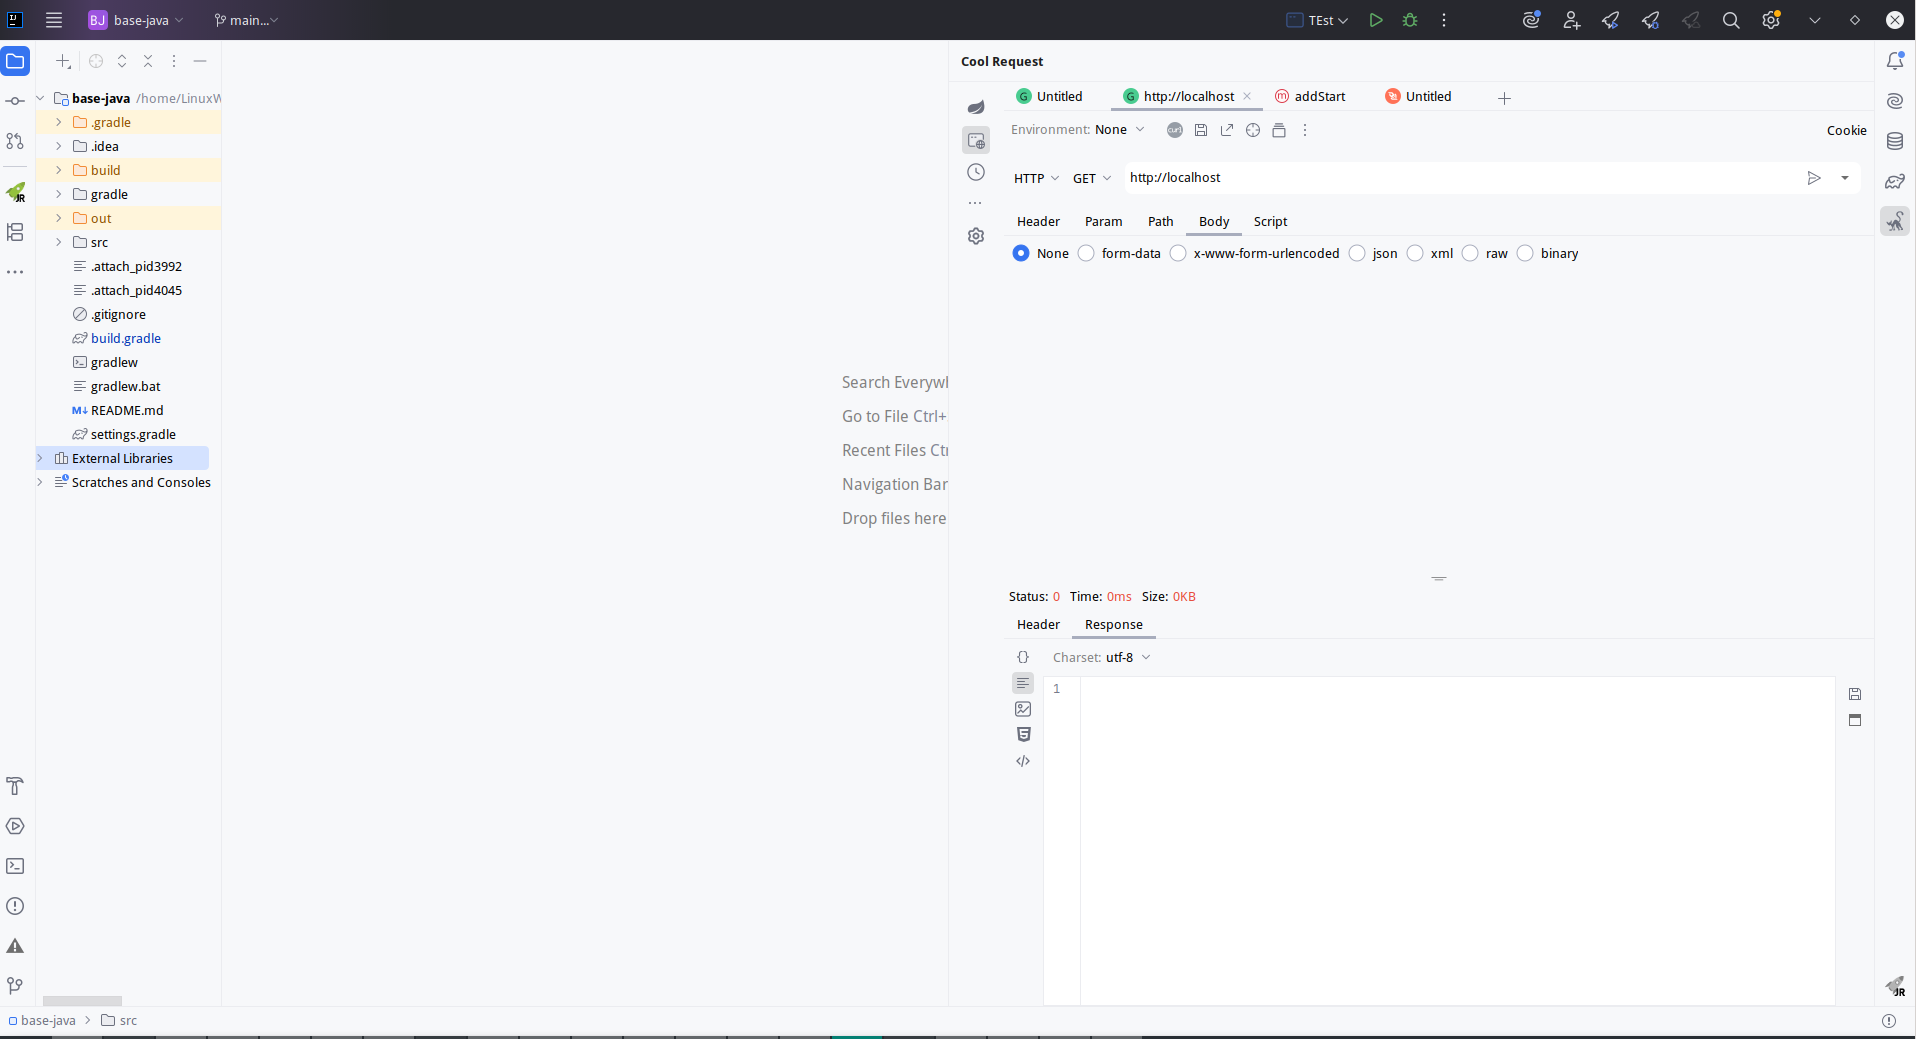 BJ base-java main... TEst
base-java /home/LinuxW
.gradle
.idea
build
gradle
out
src
.attach_pid3992
.attach_pid4045
.gitignore
build.gradle
gradlew
gradlew.bat
README.md
settings.gradle
External Libraries
Scratches and Consoles
Search Everywh
Go to File Ctrl+
Recent Files Ctr
Navigation Bar
Drop files here
Cool Request
Untitled http://localhost addStart Untitled
Environment: None Cookie
HTTP GET http://localhost
Header Param Path Body Script
None form-data x-www-form-urlencoded json xml raw binary
Status: 0 Time: 0ms Size: 0KB
Header Response
Charset: utf-8
1
base-java src